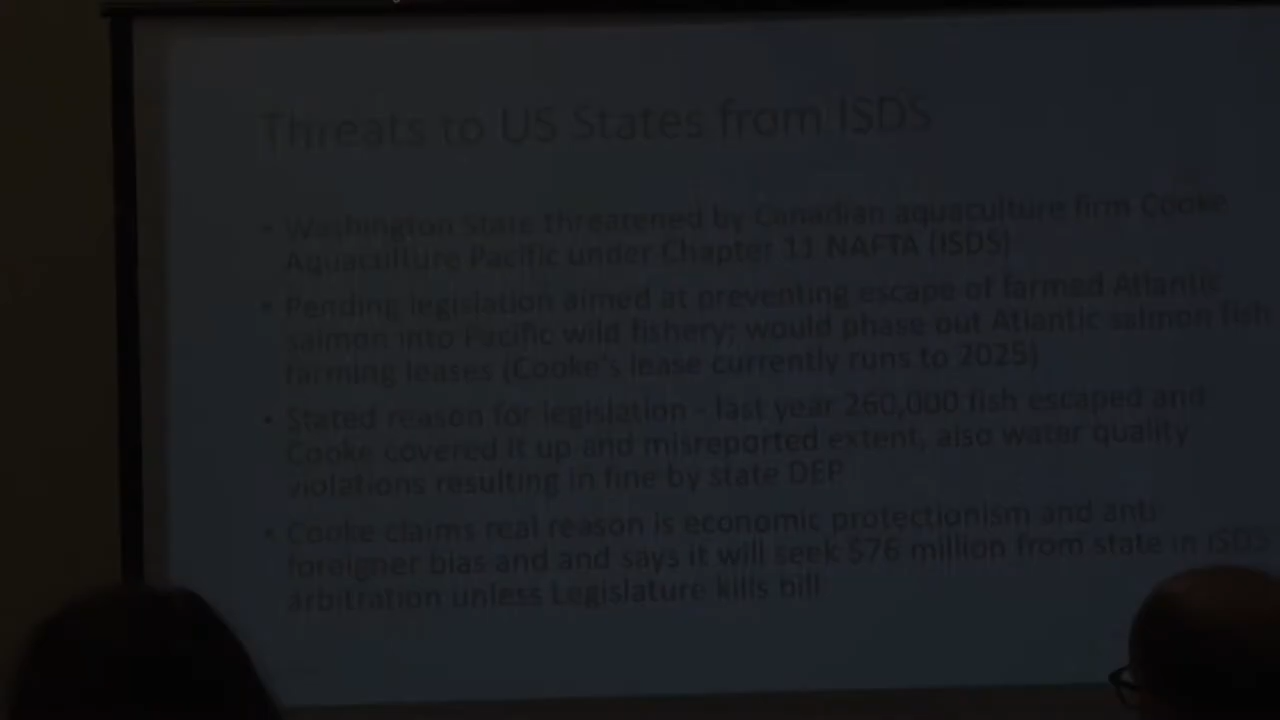 Threats to US States from ISDS
• Washington State threatened by Canadian aquaculture firm Cooke
Aquaculture Pacific under Chapter 11 NAFTA (ISDS)
• Pending legislation aimed at preventing escape of farmed Atlantic
salmon into Pacific wild fishery; would phase out Atlantic salmon fish
farming leases (Cooke's lease currently runs to 2025)
• Stated reason for legislation - last year 260,000 fish escaped and
Cooke covered it up and misreported extent, also water quality
violations resulting in fine by state DEP
• Cooke claims real reason is economic protectionism and anti
foreigner bias and and says it will seek $76 million from state in ISDS
arbitration unless Legislature kills bill